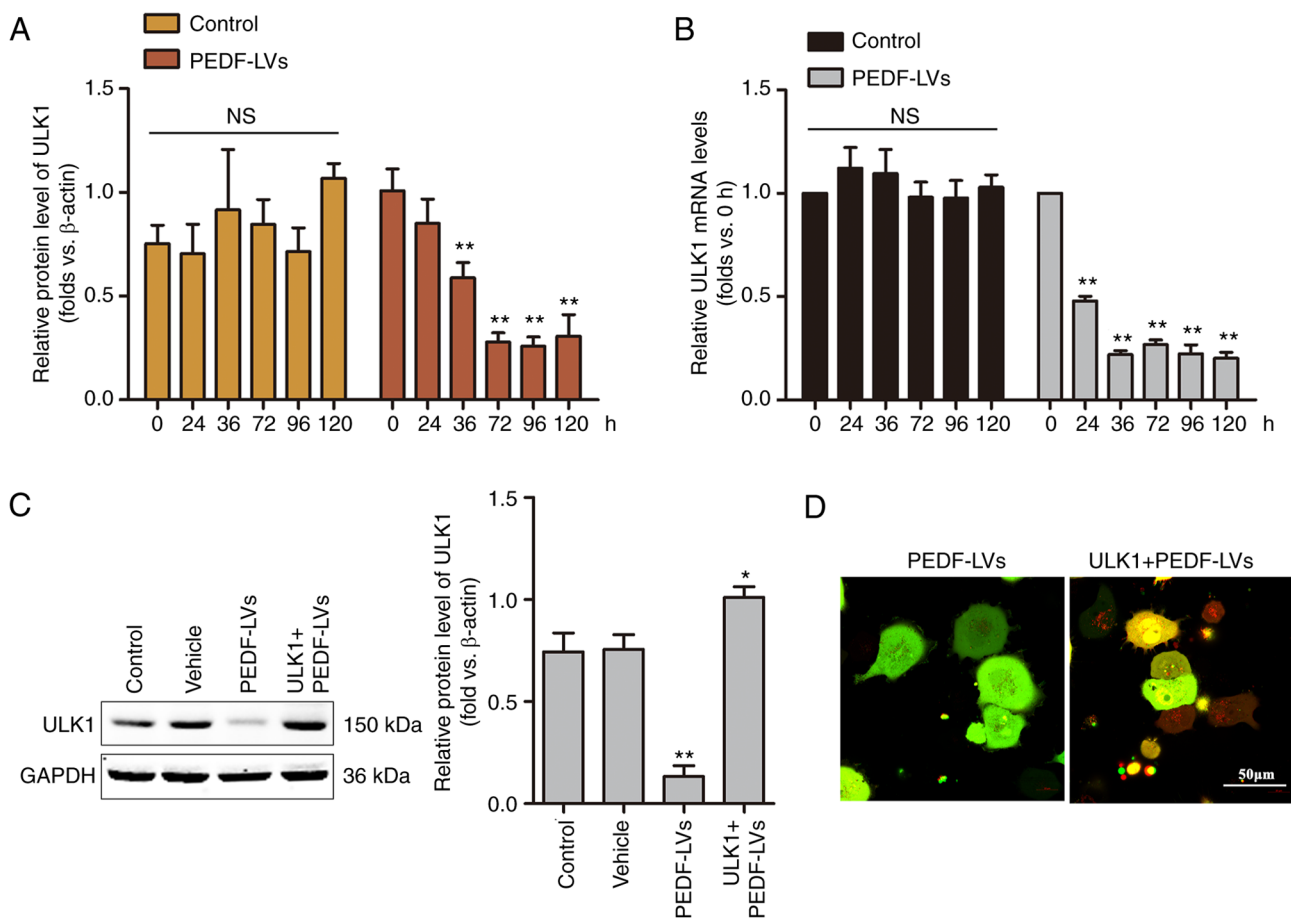 A
Control
PEDF-LVs
Relative protein level of ULK1
(folds vs. β-actin)
1.5
1.0
0.5
0.0
NS
** ** ** **
0 24 36 72 96 120 0 24 36 72 96 120 h
B
Control
PEDF-LVs
Relative ULK1 mRNA levels
(folds vs. 0 h)
1.5
1.0
0.5
0.0
NS
** ** ** ** **
0 24 36 72 96 120 0 24 36 72 96 120 h
C
Control
Vehicle
PEDF-LVs
ULK1+
PEDF-LVs
ULK1 150 kDa
GAPDH 36 kDa
Relative protein level of ULK1
(fold vs. β-actin)
1.5
1.0
0.5
0.0
**
*
Control
Vehicle
PEDF-LVs
ULK1+
PEDF-LVs
D
PEDF-LVs
ULK1+PEDF-LVs
50μm